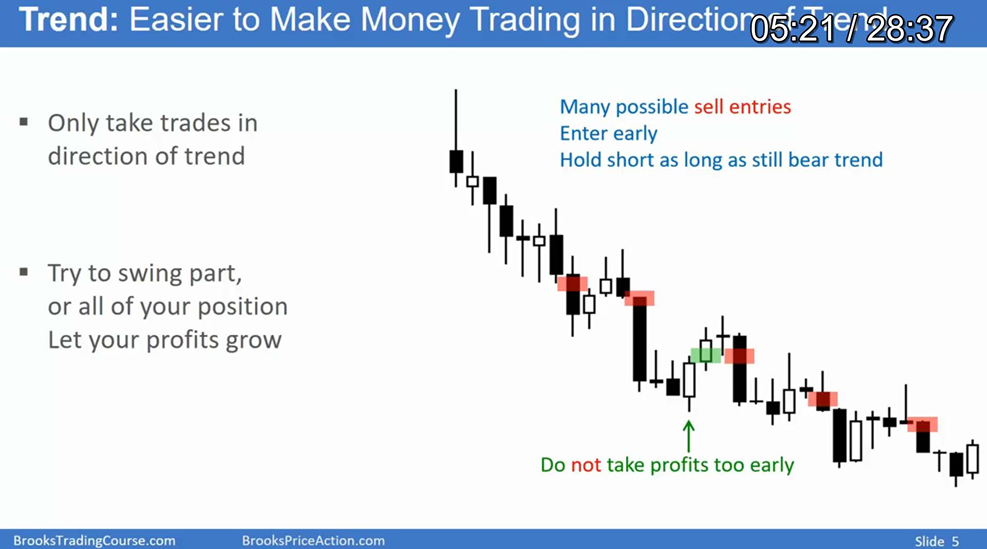 Trend: Easier to Make Money Trading in Direction of Trend
05:21 / 28:37
Only take trades in
direction of trend
Try to swing part,
or all of your position
Let your profits grow
Many possible sell entries
Enter early
Hold short as long as still bear trend
Do not take profits too early
BrooksTradingCourse.com
BrooksPriceAction.com
Slide 5